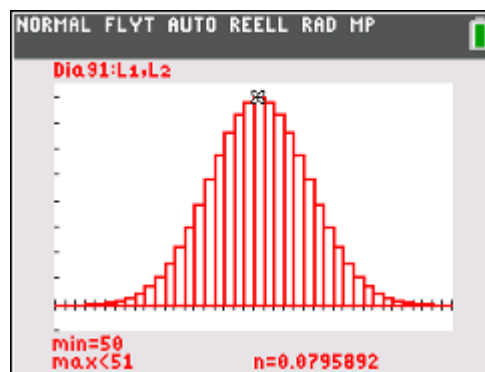 NORMAL FLYT AUTO REELL RAD MP
Dia91:L1,L2
min=50
max<51 n=0.0795892